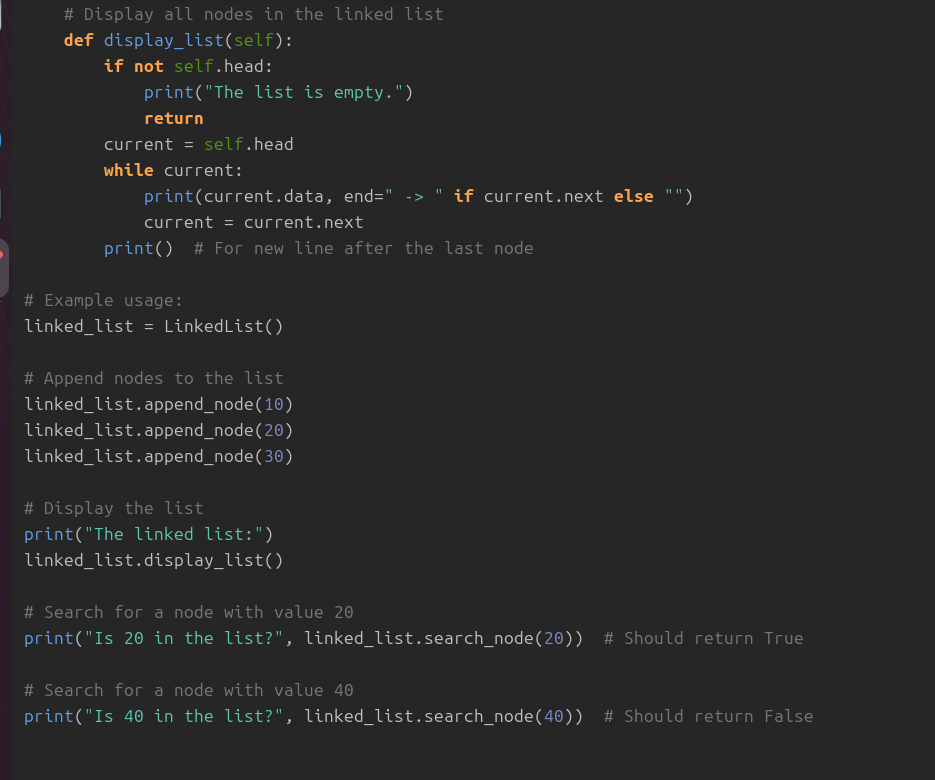 # Display all nodes in the linked list
    def display_list(self):
        if not self.head:
            print("The list is empty.")
            return
        current = self.head
        while current:
            print(current.data, end=" -> " if current.next else "")
            current = current.next
        print()  # For new line after the last node

# Example usage:
linked_list = LinkedList()

# Append nodes to the list
linked_list.append_node(10)
linked_list.append_node(20)
linked_list.append_node(30)

# Display the list
print("The linked list:")
linked_list.display_list()

# Search for a node with value 20
print("Is 20 in the list?", linked_list.search_node(20))  # Should return True

# Search for a node with value 40
print("Is 40 in the list?", linked_list.search_node(40))  # Should return False